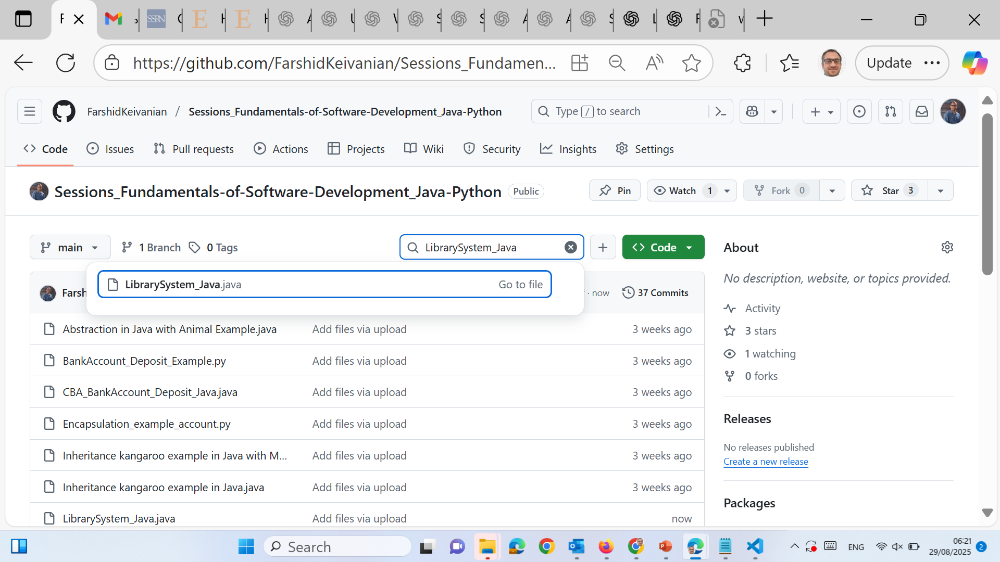 https://github.com/FarshidKeivanian/Sessions_Fundamen...
Update
FarshidKeivanian / Sessions_Fundamentals-of-Software-Development_Java-Python
Type / to search
Code
Issues
Pull requests
Actions
Projects
Wiki
Security
Insights
Settings
Sessions_Fundamentals-of-Software-Development_Java-Python
Public
Pin
Watch 1
Fork 0
Star 3
main
1 Branch
0 Tags
LibrarySystem_Java
Code
LibrarySystem_Java.java
Go to file
· now
37 Commits
Abstraction in Java with Animal Example.java Add files via upload 3 weeks ago
BankAccount_Deposit_Example.py Add files via upload 3 weeks ago
CBA_BankAccount_Deposit_Java.java Add files via upload 3 weeks ago
Encapsulation_example_account.py Add files via upload 3 weeks ago
Inheritance kangaroo example in Java with M... Add files via upload 3 weeks ago
Inheritance kangaroo example in Java.java Add files via upload 3 weeks ago
LibrarySystem_Java.java Add files via upload now
About
No description, website, or topics provided.
Activity
3 stars
1 watching
0 forks
Releases
No releases published
Create a new release
Packages
Search
ENG
06:21
29/08/2025
2